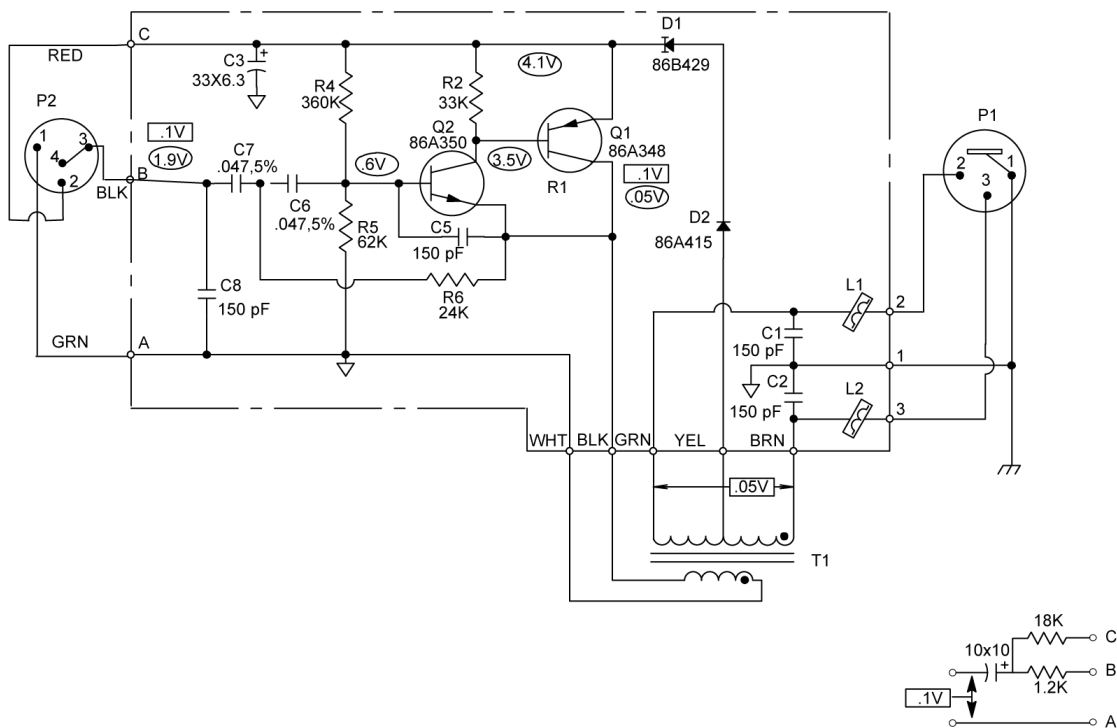 C
D1
RED
C3
+
33X6.3
R4
360K
R2
33K
4.1V
86B429
P2
P1
1
3
4
2
.1V
1.9V
C7
.047,5%
Q2
86A350
.6V
3.5V
Q1
86A348
R1
.1V
.05V
2
1
3
B
BLK
C6
.047,5%
R5
62K
C5
150 pF
D2
86A415
C8
150 pF
R6
24K
L1
2
C1
150 pF
GRN
A
1
C2
150 pF
L2
3
WHT
BLK
GRN
YEL
BRN
.05V
T1
18K
C
10x10
+
B
1.2K
.1V
A